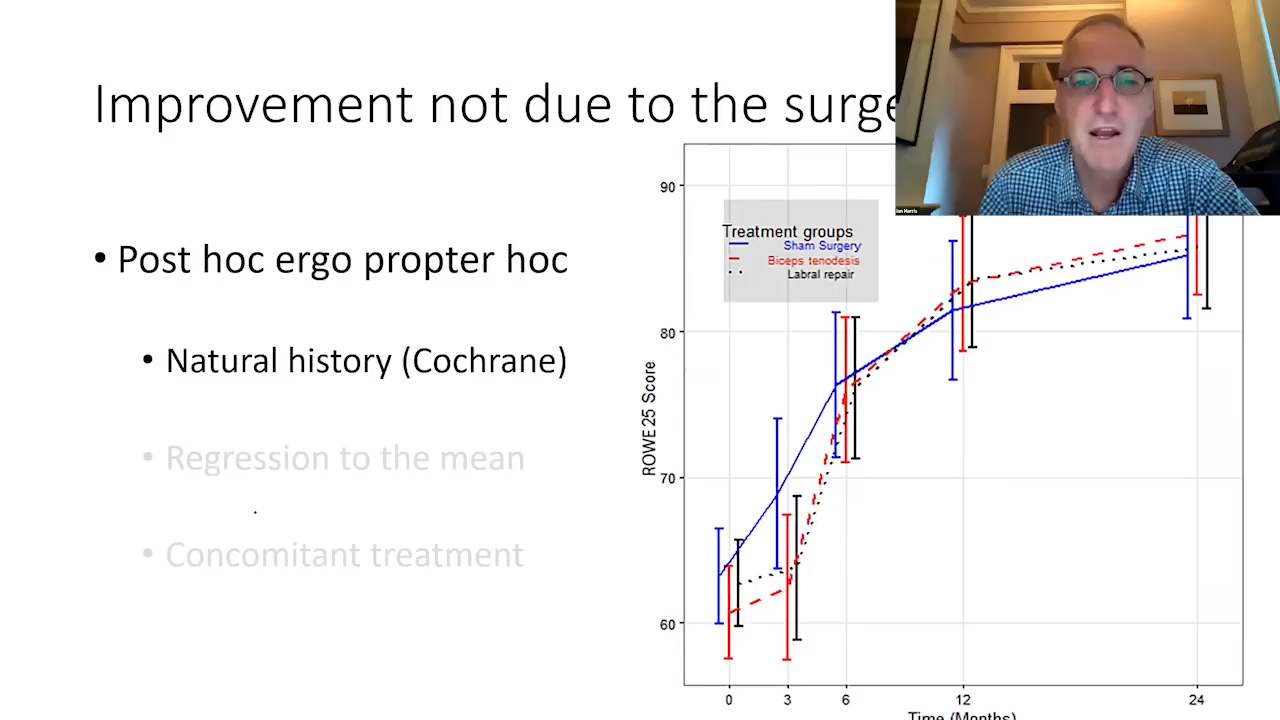 Improvement not due to the surge
• Post hoc ergo propter hoc
• Natural history (Cochrane)
• Regression to the mean
• Concomitant treatment
Ian Harris
Treatment groups
Sham Surgery
Biceps tenodesis
Labral repair
ROWE25 Score
90
80
70
60
0 3 6 12 24
Time (Months)